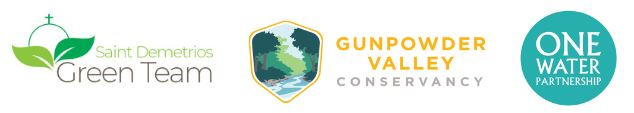 Saint Demetrios
Green Team
GUNPOWDER
VALLEY
CONSERVANCY
ONE
WATER
PARTNERSHIP